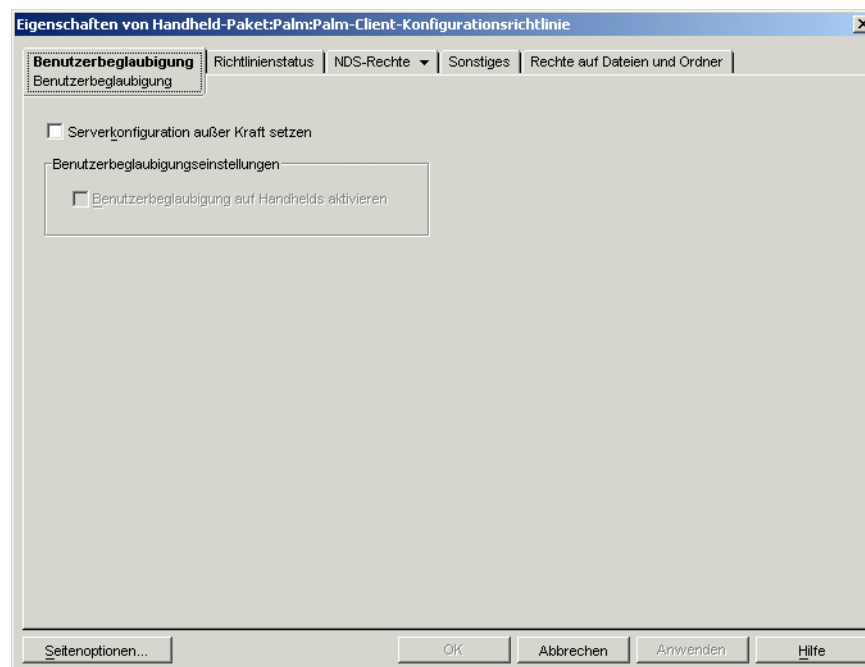 Eigenschaften von Handheld-Paket:Palm:Palm-Client-Konfigurationsrichtlinie
Benutzerbeglaubigung Richtlinienstatus NDS-Rechte Sonstiges Rechte auf Dateien und Ordner
Benutzerbeglaubigung
Serverkonfiguration außer Kraft setzen
Benutzerbeglaubigungseinstellungen
Benutzerbeglaubigung auf Handhelds aktivieren
Seitenoptionen... OK Abbrechen Anwenden Hilfe